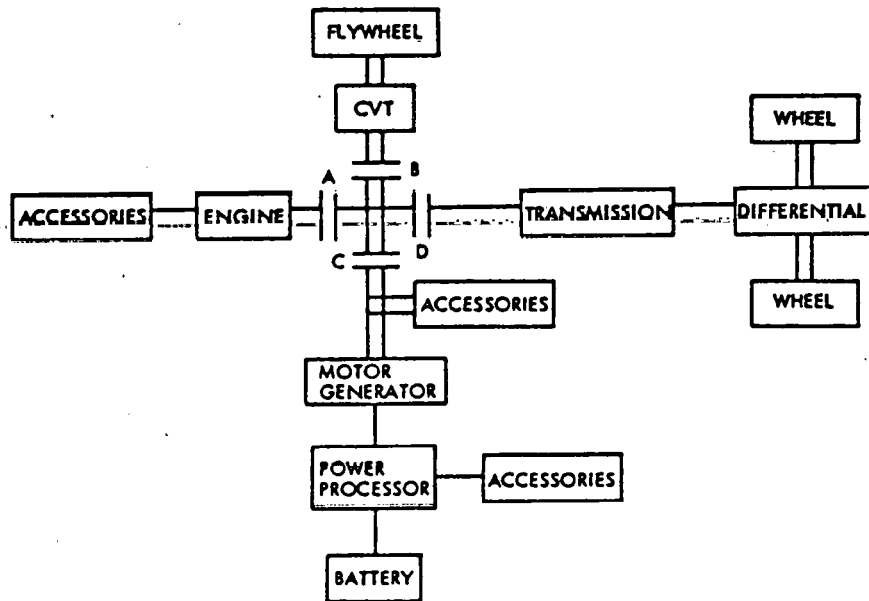 FLYWHEEL
CVT
WHEEL
A
B
ACCESSORIES
ENGINE
TRANSMISSION
DIFFERENTIAL
C
D
ACCESSORIES
WHEEL
MOTOR
GENERATOR
POWER
PROCESSOR
ACCESSORIES
BATTERY